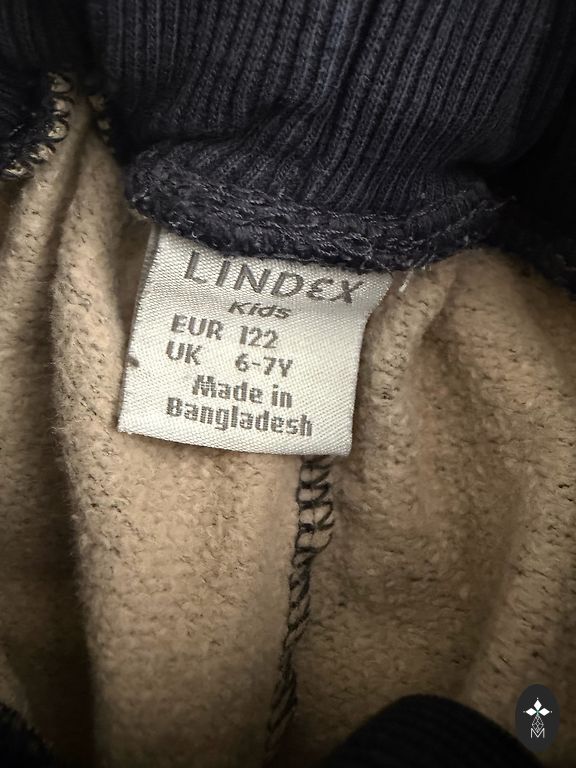 LINDEX
Kids
EUR 122
UK 6-7Y
Made in
Bangladesh
M